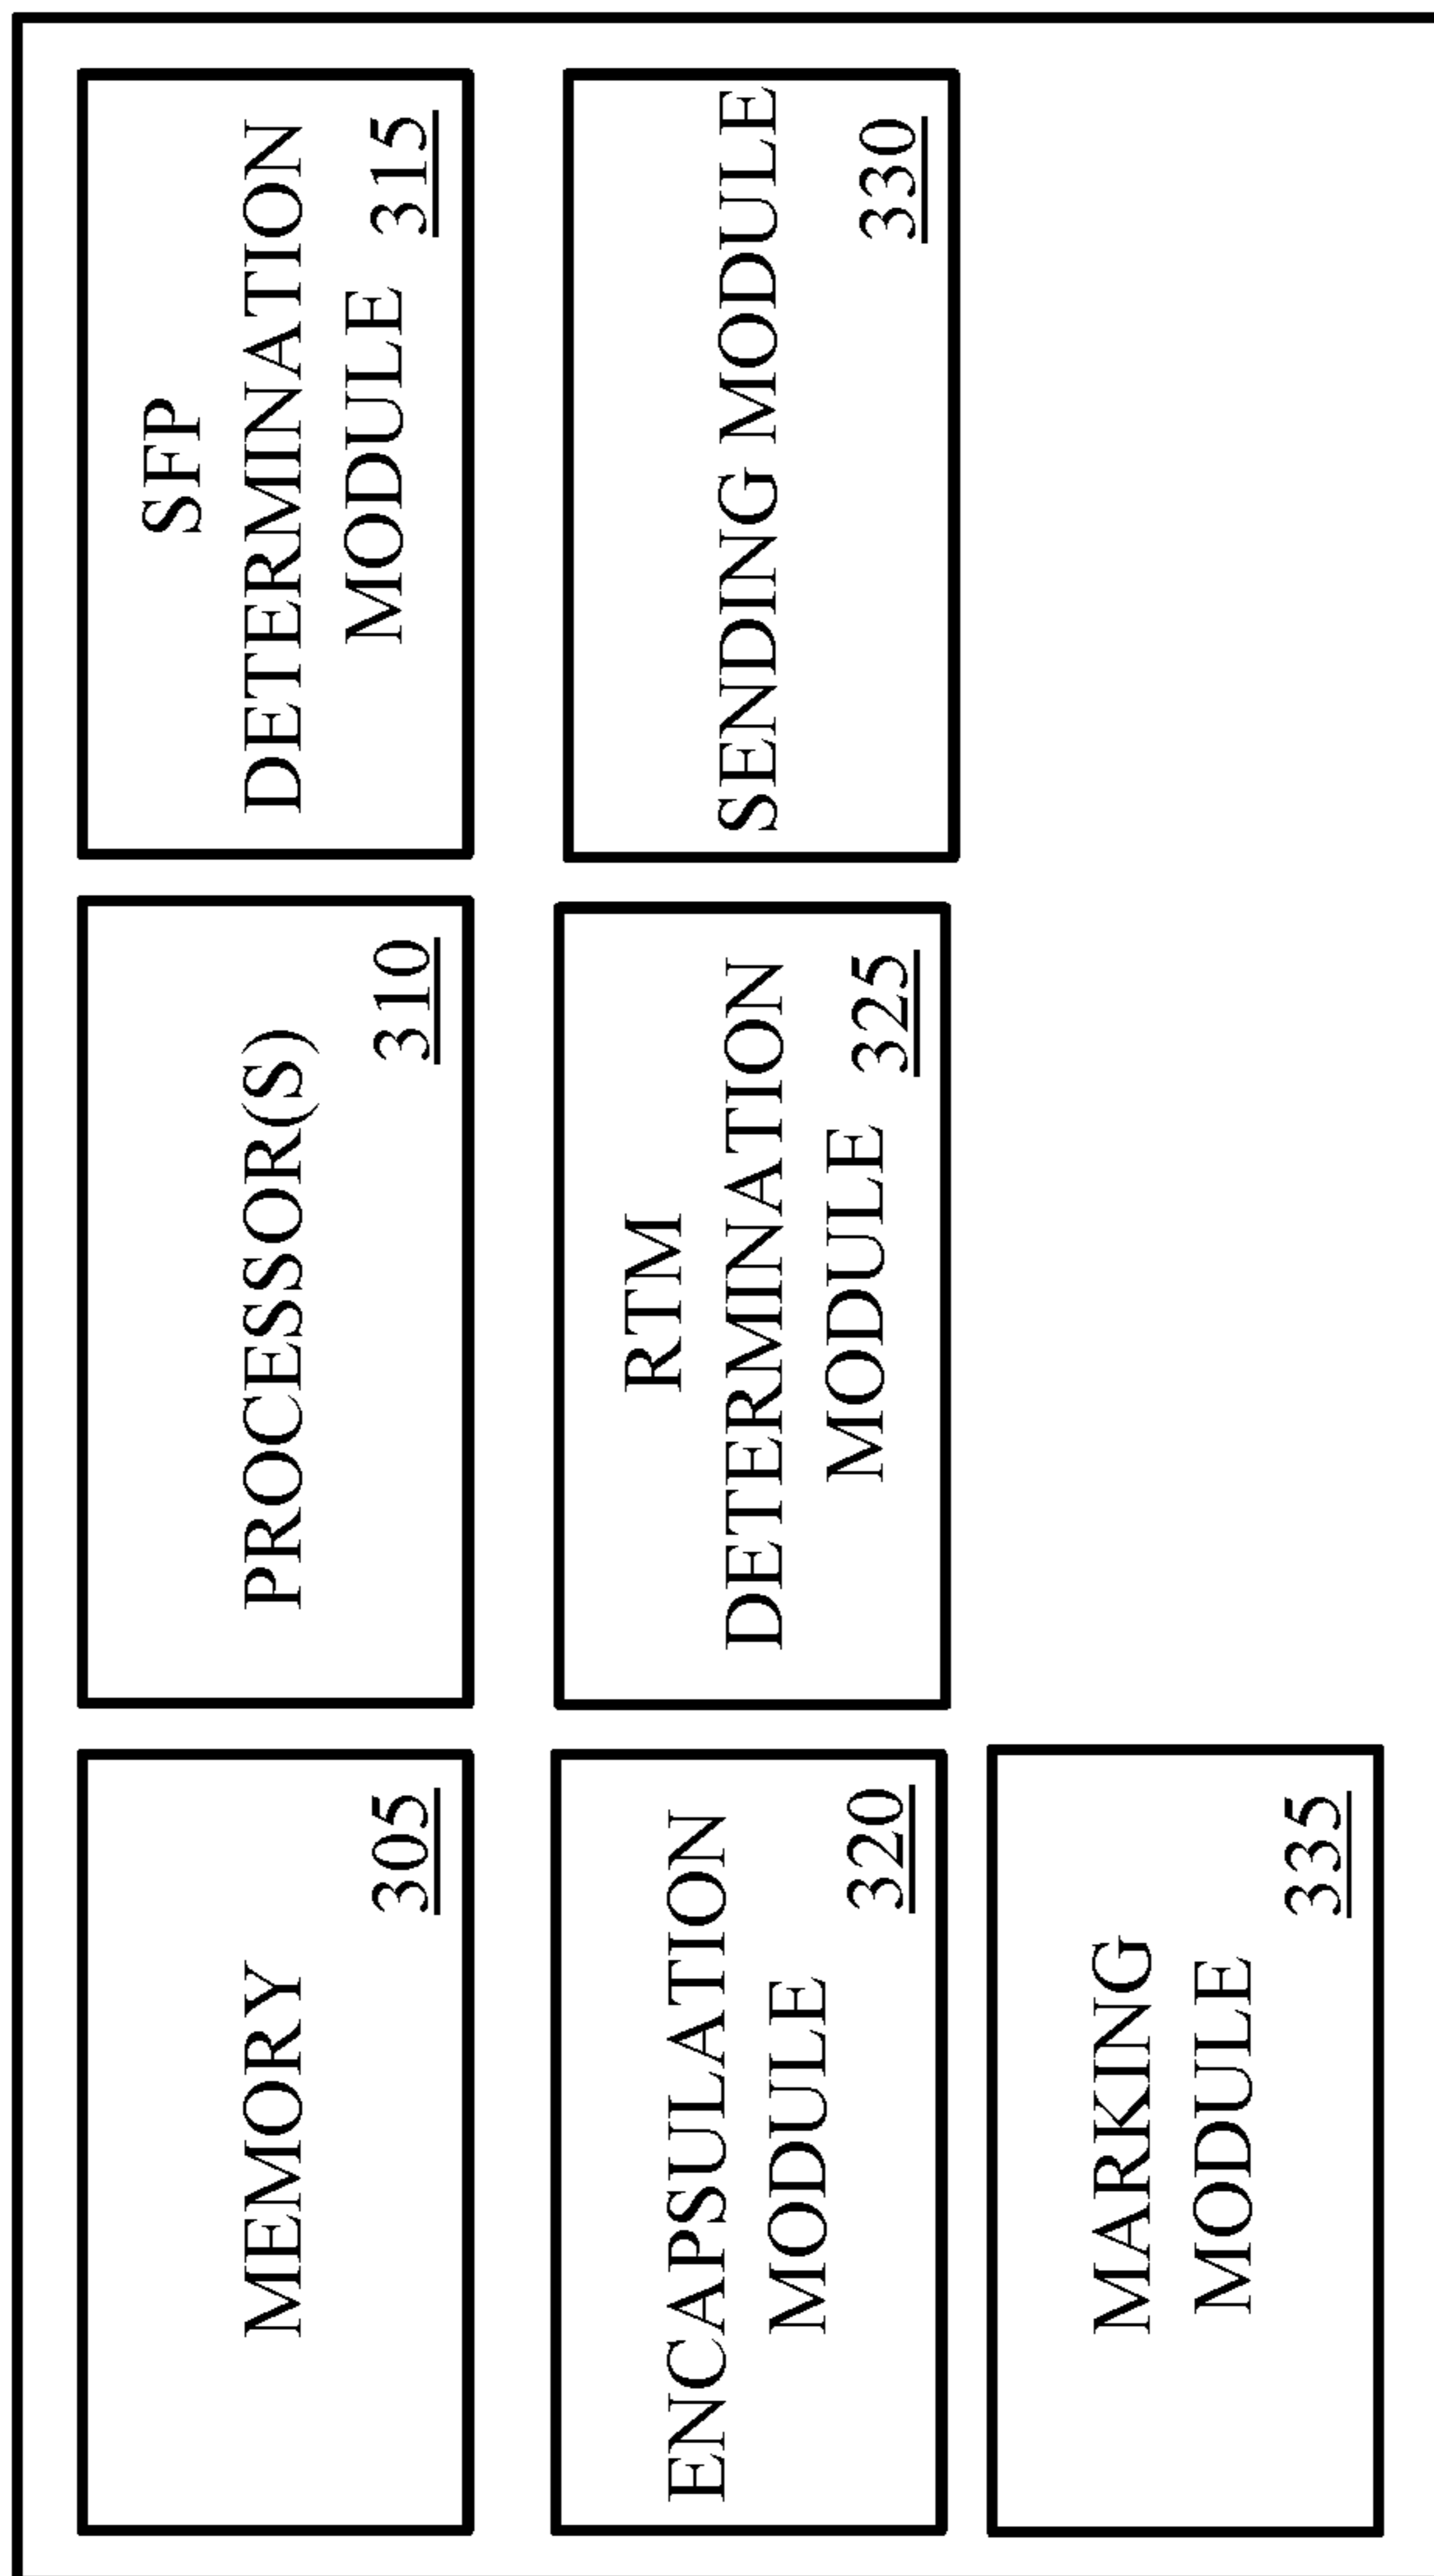 MEMORY
305
PROCESSOR(S)
310
SFP
DETERMINATION
MODULE
315
ENCAPSULATION
MODULE
320
RTM
DETERMINATION
MODULE
325
SENDING MODULE
330
MARKING
MODULE
335